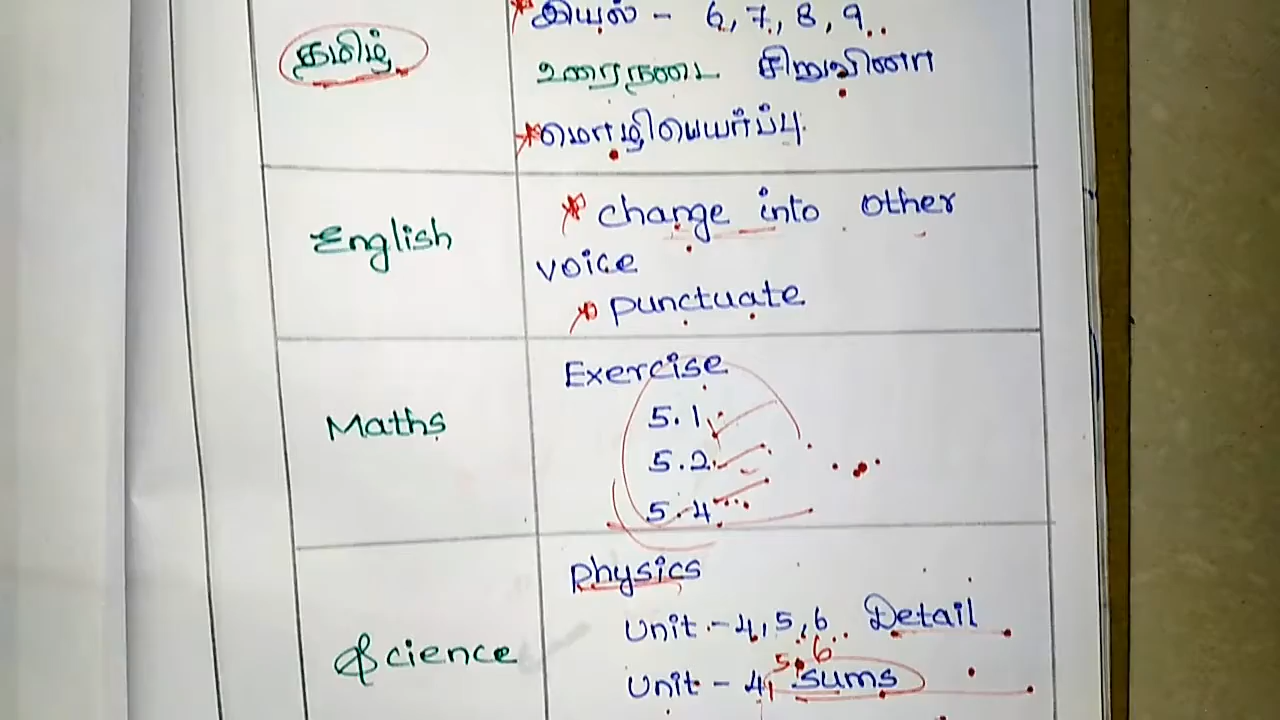 இயல் - 6, 7, 8, 9..
தமிழ்
உரைநடை சிறுவினா
மொழிபெயர்ப்பு
English
change into other
voice
punctuate
Maths
Exercise
5.1
5.2
5.4
Science
Physics
Unit - 4, 5, 6 Detail
5, 6
Unit - 4, sums